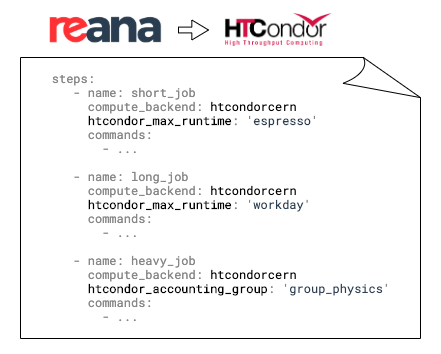 reana
HTCondor
High Throughput Computing
steps:
- name: short_job
compute_backend: htcondorcern
htcondor_max_runtime: 'espresso'
commands:
- ...
- name: long_job
compute_backend: htcondorcern
htcondor_max_runtime: 'workday'
commands:
- ...
- name: heavy_job
compute_backend: htcondorcern
htcondor_accounting_group: 'group_physics'
commands:
- ...